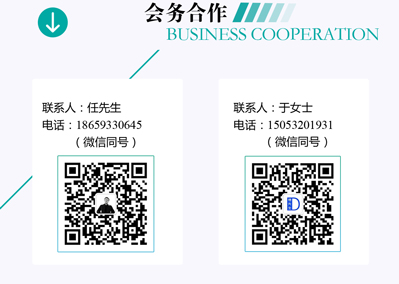 会务合作
BUSINESS COOPERATION
联系人：任先生
电话：18659330645
（微信同号）
联系人：于女士
电话：15053201931
（微信同号）
D